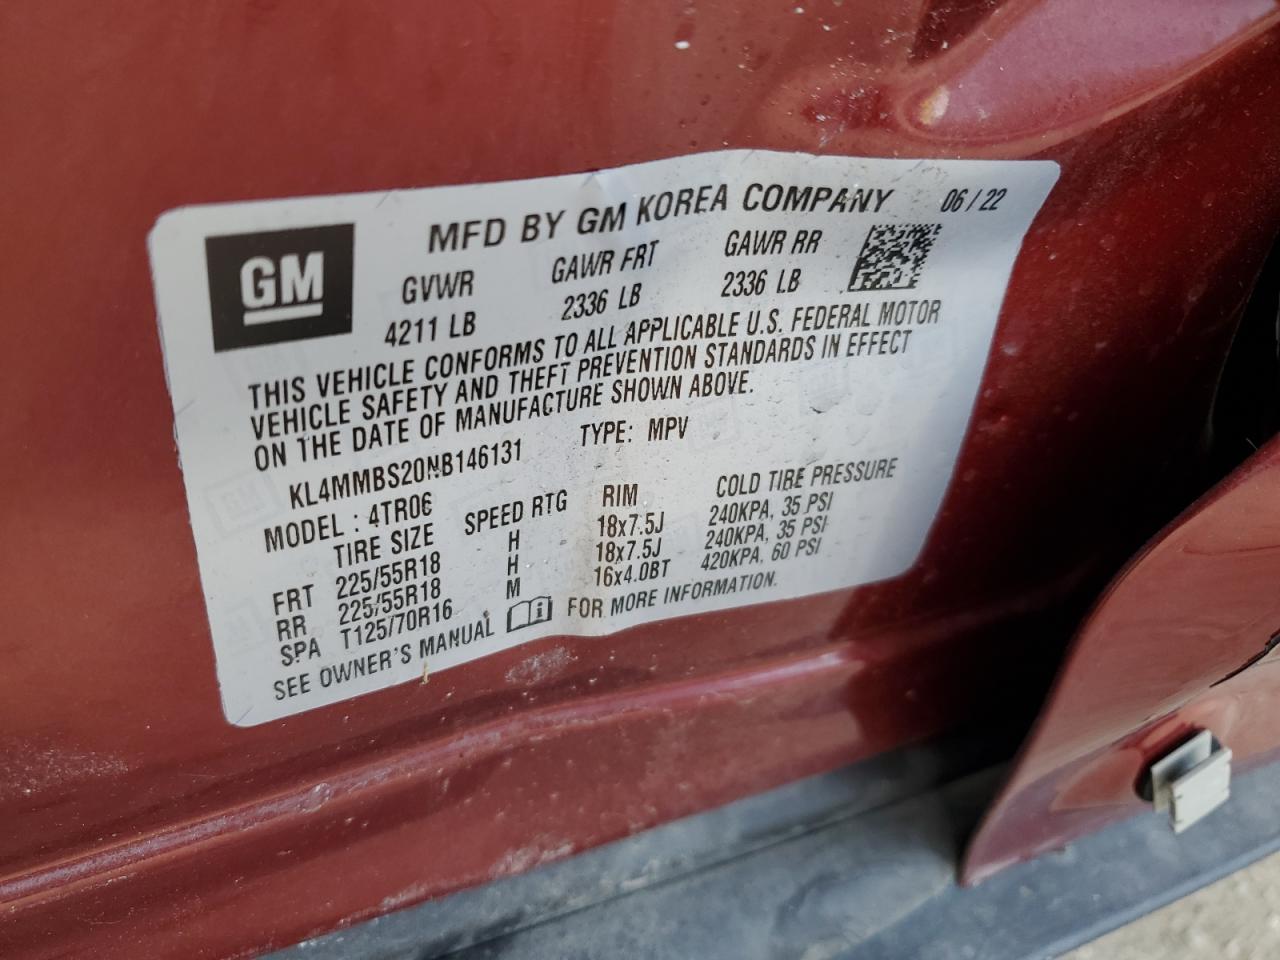 MFD BY GM KOREA COMPANY 06 / 22
GM
GVWR GAWR FRT GAWR RR
4211 LB 2336 LB 2336 LB
THIS VEHICLE CONFORMS TO ALL APPLICABLE U.S. FEDERAL MOTOR
VEHICLE SAFETY AND THEFT PREVENTION STANDARDS IN EFFECT
ON THE DATE OF MANUFACTURE SHOWN ABOVE.
KL4MMBS20NB146131 TYPE: MPV
MODEL : 4TR06
TIRE SIZE SPEED RTG RIM COLD TIRE PRESSURE
FRT 225/55R18 H 18x7.5J 240KPA, 35 PSI
RR 225/55R18 H 18x7.5J 240KPA, 35 PSI
SPA T125/70R16 M 16x4.0BT 420KPA, 60 PSI
SEE OWNER'S MANUAL FOR MORE INFORMATION.